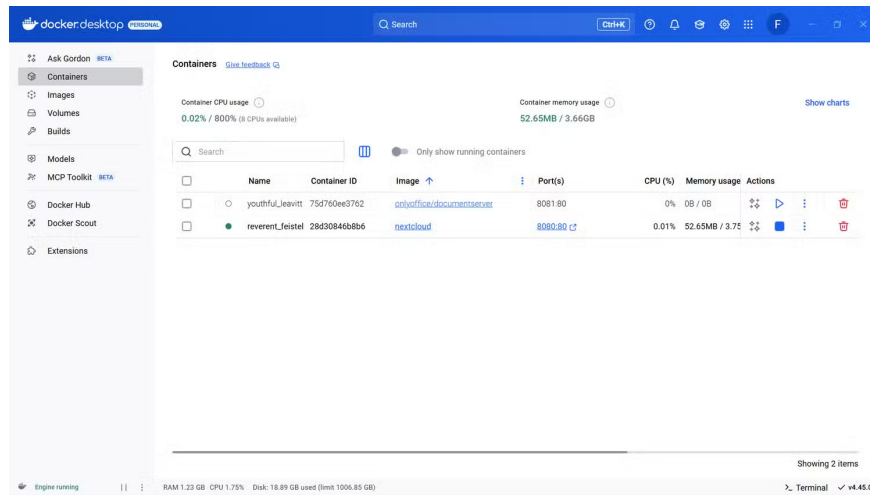 docker.desktop PERSONAL
Search Ctrl+K
F
Ask Gordon BETA
Containers
Images
Volumes
Builds
Models
MCP Toolkit BETA
Docker Hub
Docker Scout
Extensions
Containers Give feedback
Container CPU usage
0.02% / 800% (8 CPUs available)
Container memory usage
52.65MB / 3.66GB
Show charts
Search
Only show running containers
Name Container ID Image Port(s) CPU (%) Memory usage Actions
youthful_leavitt 75d760ee3762 onlyoffice/documentserver 8081:80 0% 0B / 0B
reverent_feistel 28d30846b8b6 nextcloud 8080:80 0.01% 52.65MB / 3.75
Showing 2 items
Engine running RAM 1.23 GB CPU 1.75% Disk: 18.89 GB used (limit 1006.85 GB) Terminal v4.45.0